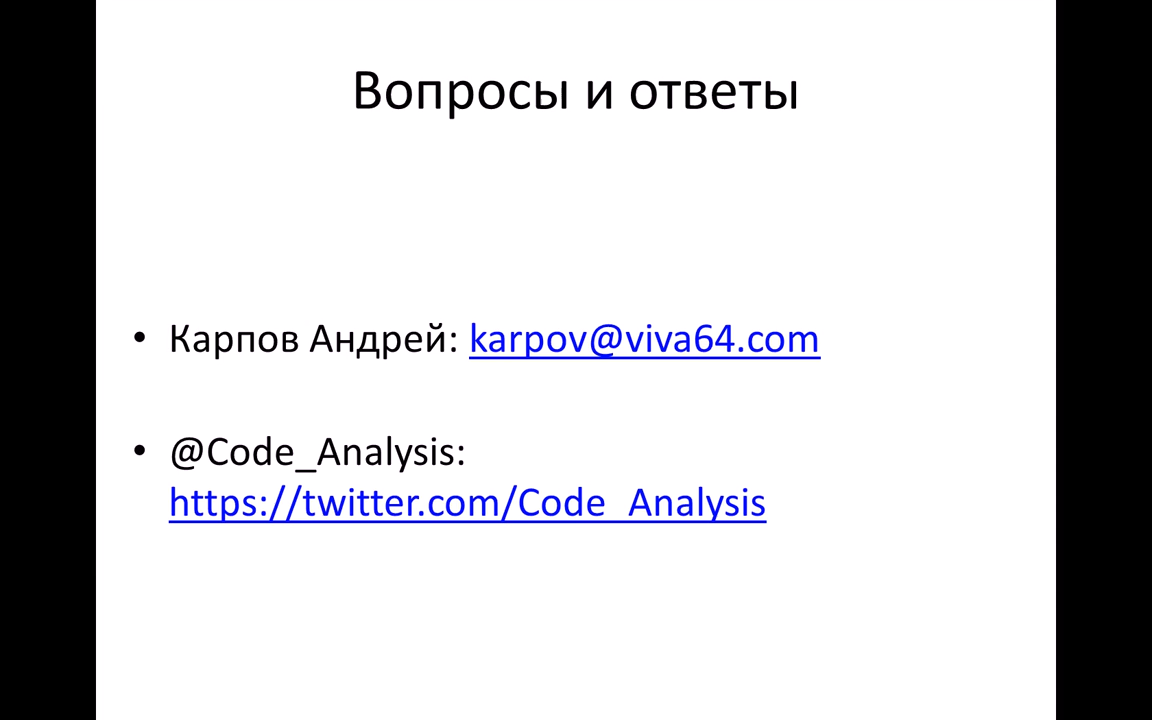 Вопросы и ответы
• Карпов Андрей: karpov@viva64.com
• @Code_Analysis:
https://twitter.com/Code_Analysis